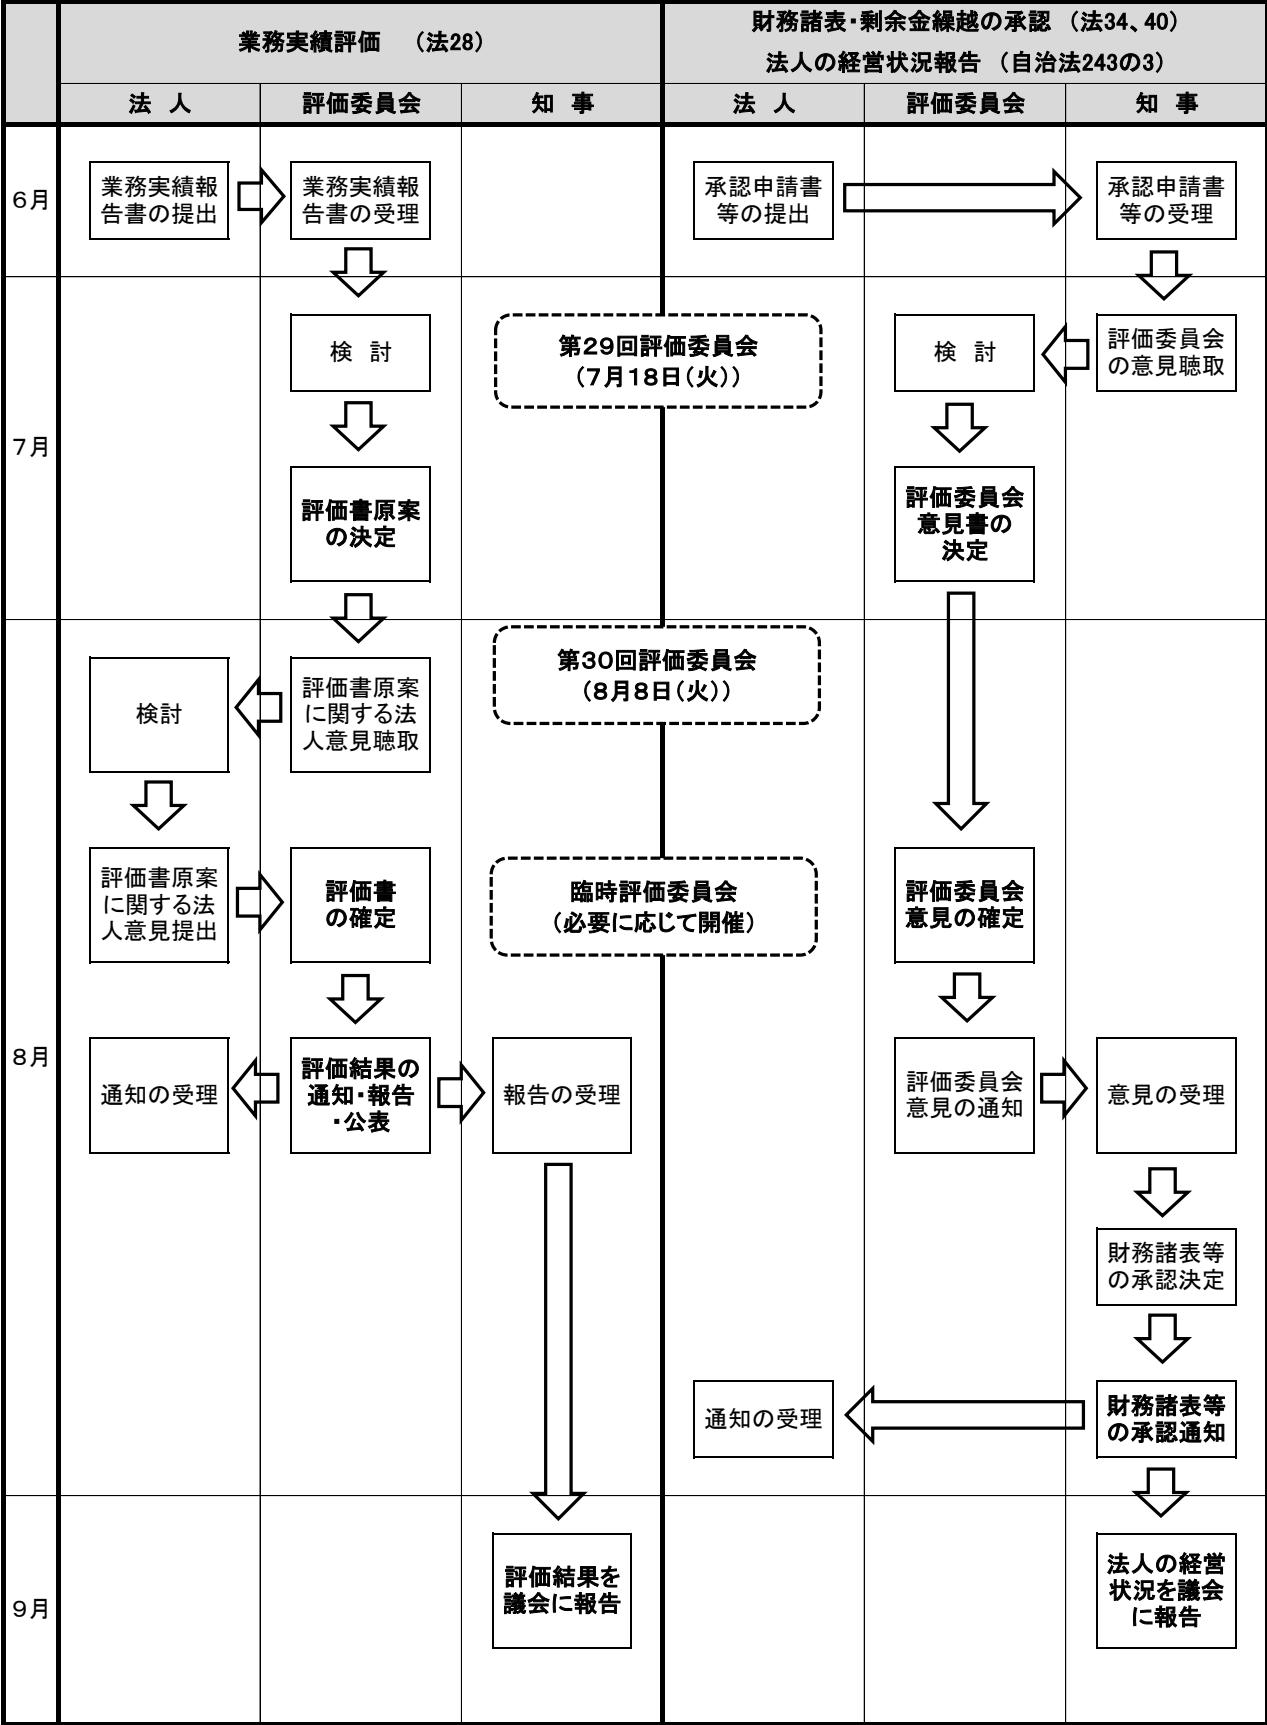 業務実績評価　（法28）
財務諸表・剰余金繰越の承認　（法34、40）
法人の経営状況報告　（自治法243の3）
法　人
評価委員会
知　事
法　人
評価委員会
知　事
６月
業務実績報
告書の提出
業務実績報
告書の受理
承認申請書
等の提出
承認申請書
等の受理
７月
検　討
第29回評価委員会
（7月18日（火））
検　討
評価委員会
の意見聴取
評価書原案
の決定
評価委員会
意見書の
決定
８月
検討
評価書原案
に関する法
人意見聴取
第30回評価委員会
（8月8日（火））
評価書原案
に関する法
人意見提出
評価書
の確定
臨時評価委員会
（必要に応じて開催）
評価委員会
意見の確定
通知の受理
評価結果の
通知・報告
・公表
報告の受理
評価委員会
意見の通知
意見の受理
財務諸表等
の承認決定
通知の受理
財務諸表等
の承認通知
９月
評価結果を
議会に報告
法人の経営
状況を議会
に報告